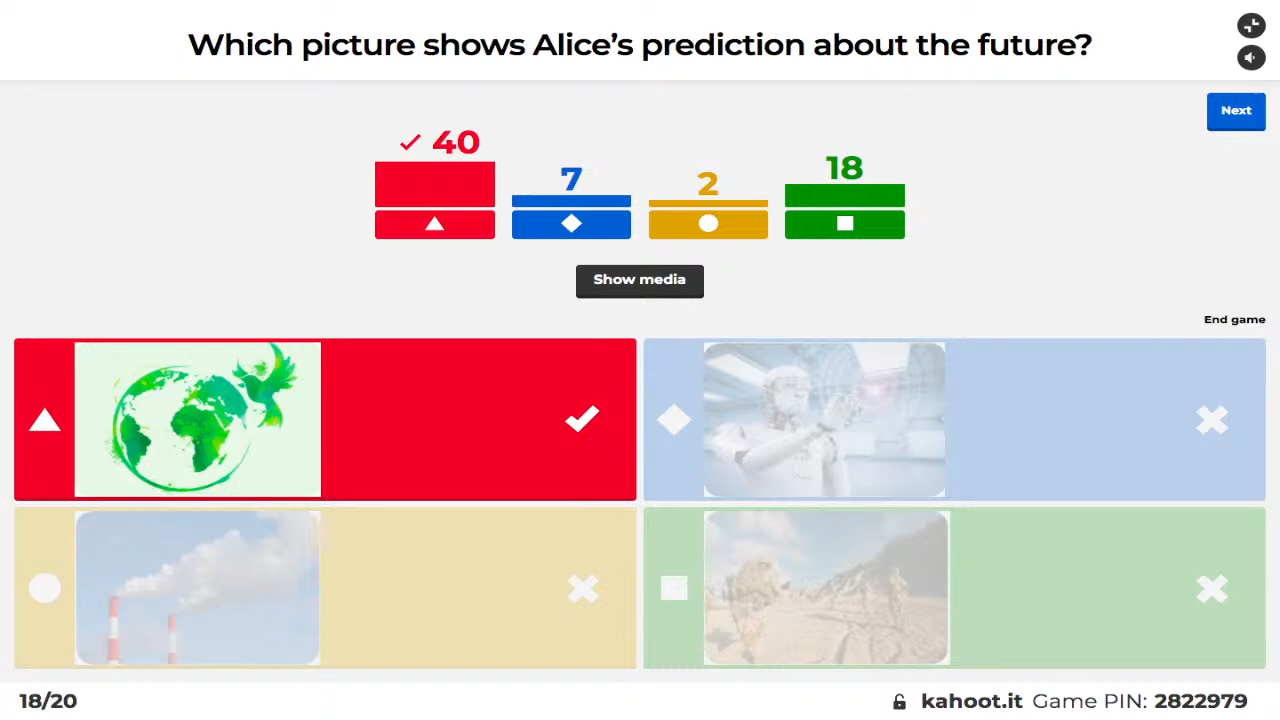 Which picture shows Alice's prediction about the future?
Next
40
7
2
18
Show media
End game
18/20
kahoot.it Game PIN: 2822979